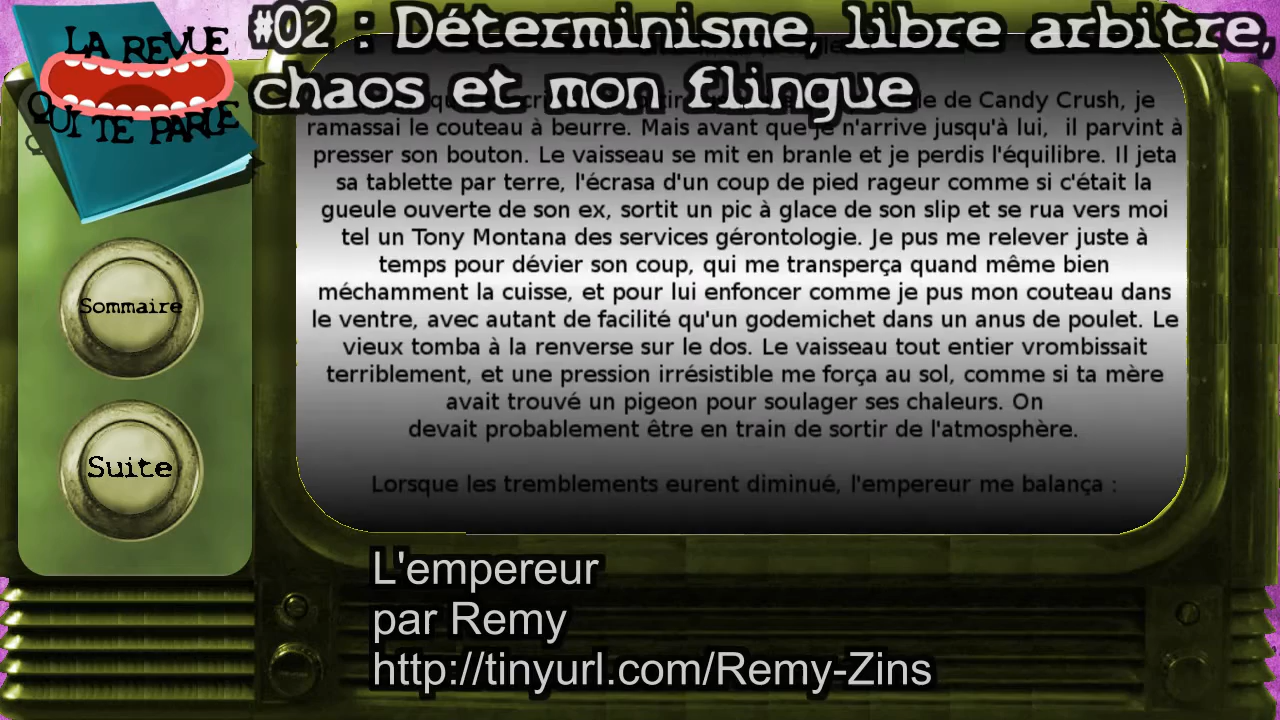 LA REVUE
QUI TE PARLE
#02 : Déterminisme, libre arbitre,
chaos et mon flingue
Sommaire
Suite
de Candy Crush, je
ramassai le couteau à beurre. Mais avant que je n'arrive jusqu'à lui, il parvint à
presser son bouton. Le vaisseau se mit en branle et je perdis l'équilibre. Il jeta
sa tablette par terre, l'écrasa d'un coup de pied rageur comme si c'était la
gueule ouverte de son ex, sortit un pic à glace de son slip et se rua vers moi
tel un Tony Montana des services gérontologie. Je pus me relever juste à
temps pour dévier son coup, qui me transperça quand même bien
méchamment la cuisse, et pour lui enfoncer comme je pus mon couteau dans
le ventre, avec autant de facilité qu'un godemichet dans un anus de poulet. Le
vieux tomba à la renverse sur le dos. Le vaisseau tout entier vrombissait
terriblement, et une pression irrésistible me força au sol, comme si ta mère
avait trouvé un pigeon pour soulager ses chaleurs. On
devait probablement être en train de sortir de l'atmosphère.
Lorsque les tremblements eurent diminué, l'empereur me balança :
L'empereur
par Remy
http://tinyurl.com/Remy-Zins